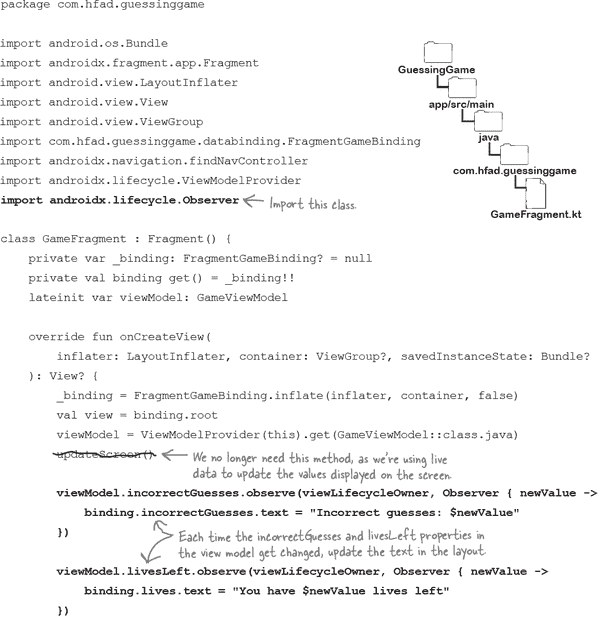 package com.hfad.guessinggame
import android.os.Bundle
import androidx.fragment.app.Fragment
import android.view.LayoutInflater
import android.view.View
import android.view.ViewGroup
import com.hfad.guessinggame.databinding.FragmentGameBinding
import androidx.navigation.findNavController
import androidx.lifecycle.ViewModelProvider
import androidx.lifecycle.Observer
Import this class.
GuessingGame
app/src/main
java
com.hfad.guessinggame
GameFragment.kt
class GameFragment : Fragment() {
    private var _binding: FragmentGameBinding? = null
    private val binding get() = _binding!!
    lateinit var viewModel: GameViewModel
    override fun onCreateView(
        inflater: LayoutInflater, container: ViewGroup?, savedInstanceState: Bundle?
    ): View? {
        _binding = FragmentGameBinding.inflate(inflater, container, false)
        val view = binding.root
        viewModel = ViewModelProvider(this).get(GameViewModel::class.java)
        updateScreen()
We no longer need this method, as we're using live
data to update the values displayed on the screen.
        viewModel.incorrectGuesses.observe(viewLifecycleOwner, Observer { newValue ->
            binding.incorrectGuesses.text = "Incorrect guesses: $newValue"
        })
Each time the incorrectGuesses and livesLeft properties in
the view model get changed, update the text in the layout.
        viewModel.livesLeft.observe(viewLifecycleOwner, Observer { newValue ->
            binding.lives.text = "You have $newValue lives left"
        })